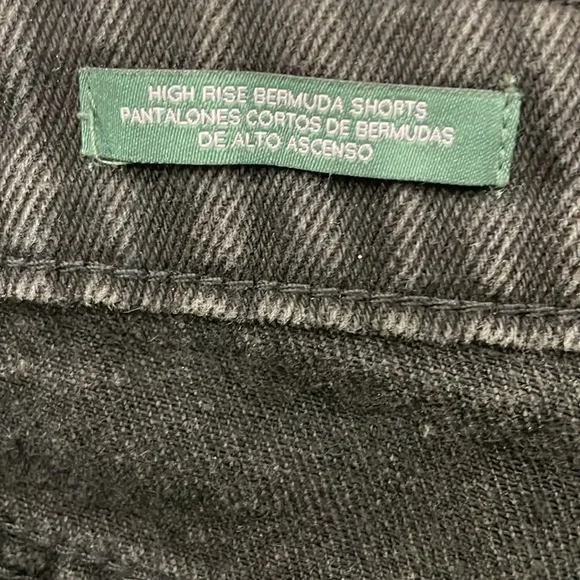 HIGH RISE BERMUDA SHORTS
PANTALONES CORTOS DE BERMUDAS
DE ALTO ASCENSO